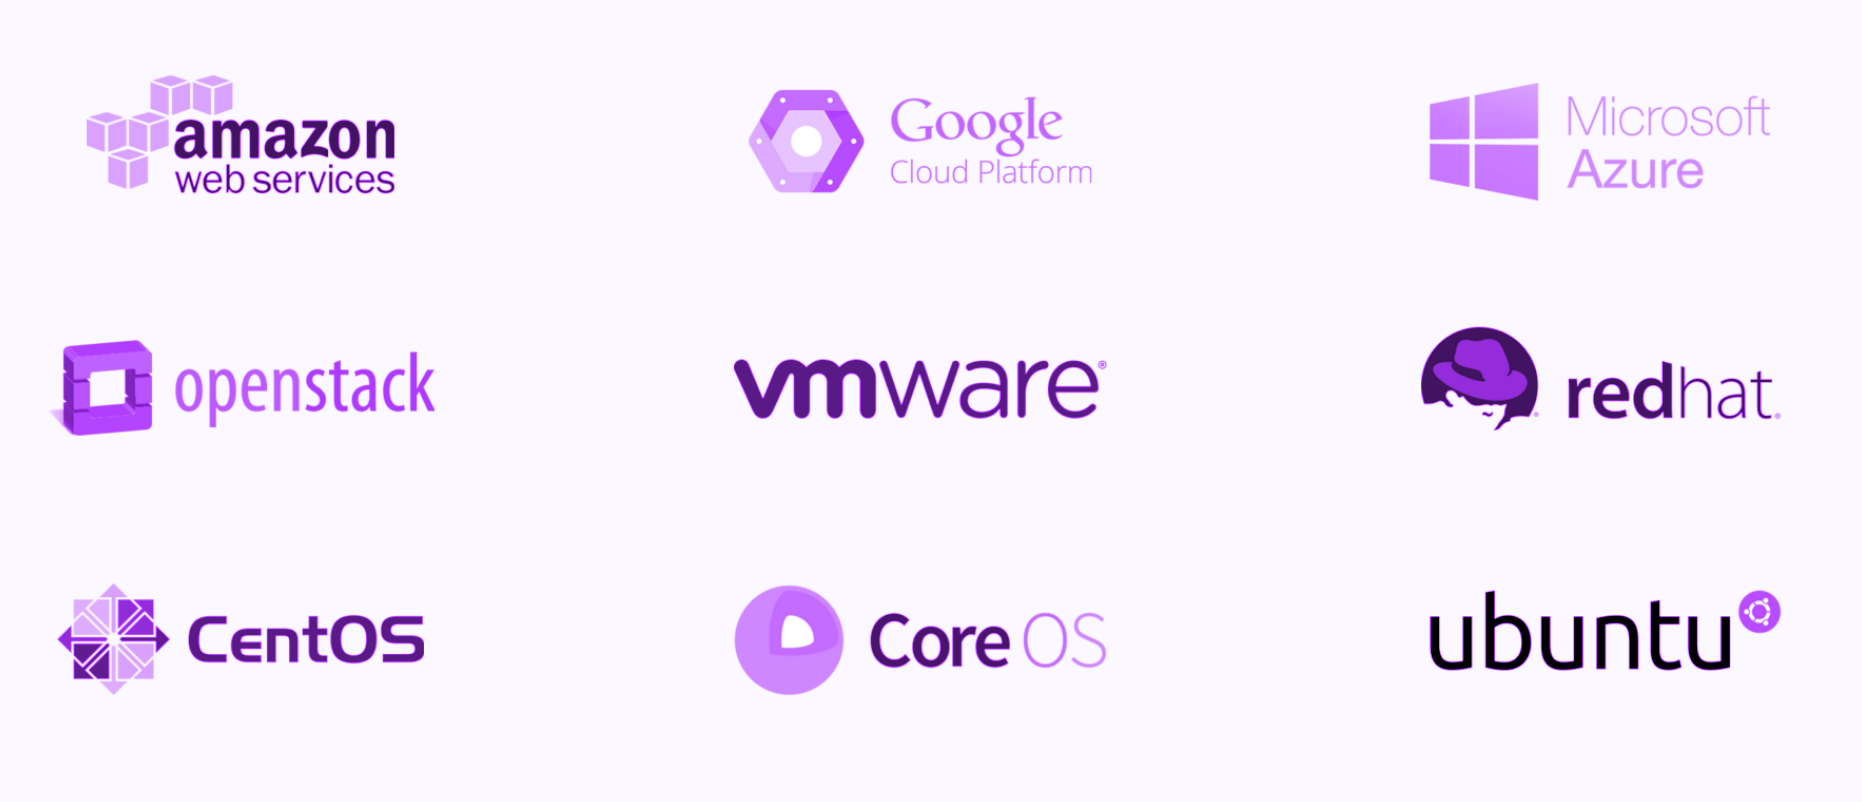 amazon
web services
Google
Cloud Platform
Microsoft
Azure
openstack
vmware®
redhat.
CentOS
Core OS
ubuntu